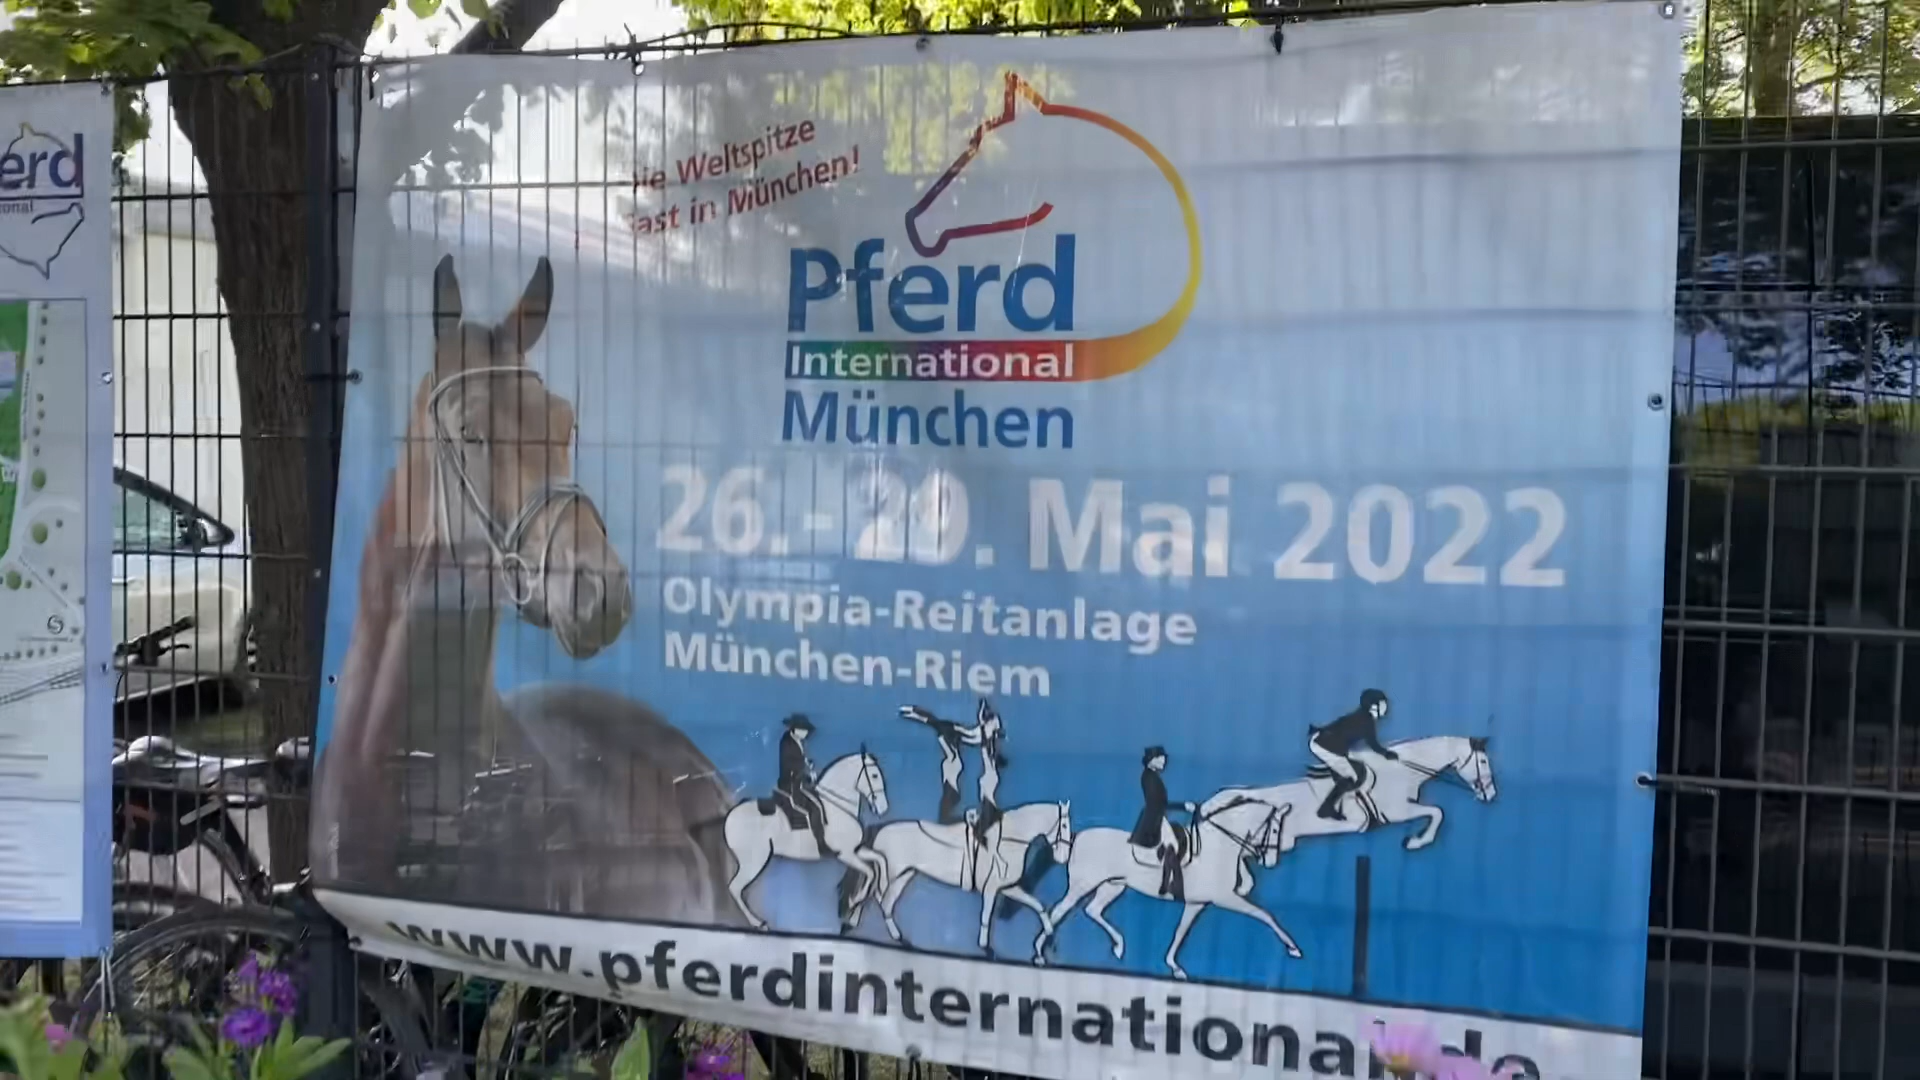 erd
Weltspitze
in München!
Pferd
International
München
26. - 29. Mai 2022
Olympia-Reitanlage
München-Riem
www.pferdinternational.de